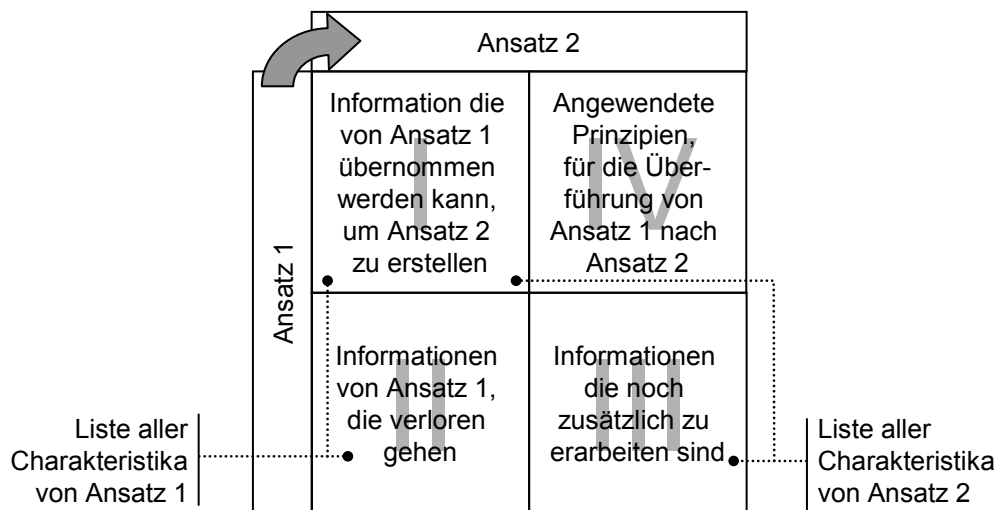 Ansatz 2
Ansatz 1
Information die
von Ansatz 1
übernommen
werden kann,
um Ansatz 2
zu erstellen
I
Angewendete
Prinzipien,
für die Über-
führung von
Ansatz 1 nach
Ansatz 2
IV
Informationen
von Ansatz 1,
die verloren
gehen
II
Informationen
die noch
zusätzlich zu
erarbeiten sind
III
Liste aller
Charakteristika
von Ansatz 1
Liste aller
Charakteristika
von Ansatz 2